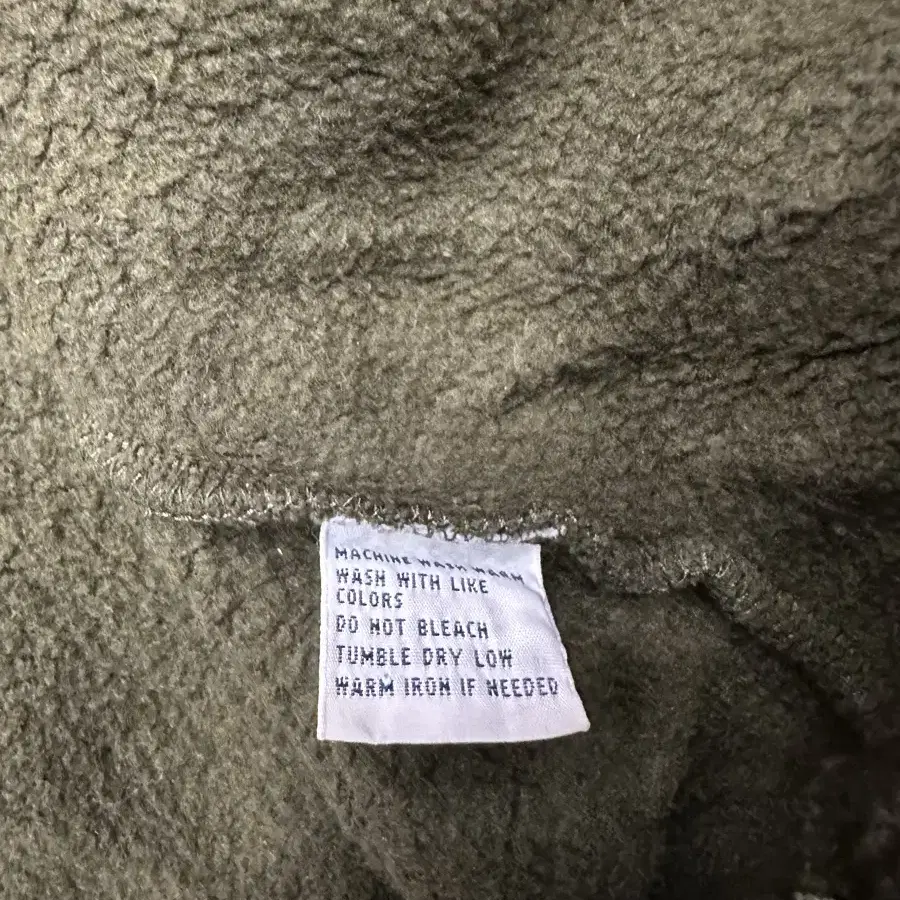 MACHINE WASH WARM
WASH WITH LIKE
COLORS
DO NOT BLEACH
TUMBLE DRY LOW
WARM IRON IF NEEDED